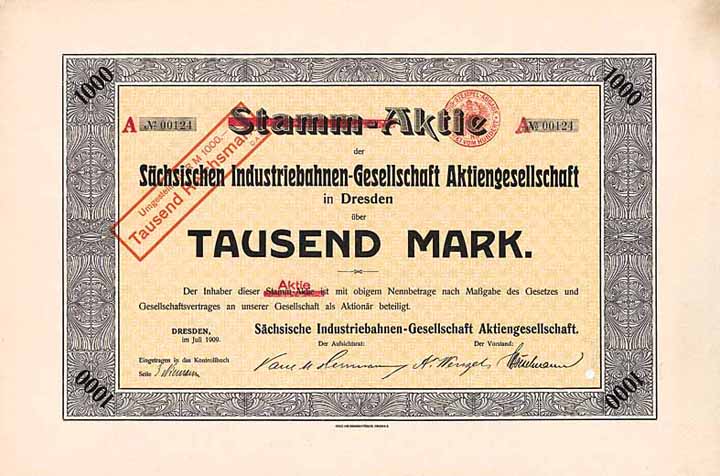 1000 1000
A № 00124 Stamm-Aktie A № 00124
der
Sächsischen Industriebahnen-Gesellschaft Aktiengesellschaft
in Dresden
über
TAUSEND MARK.
Umgestellt R M 1000.—
Tausend Reichsmark
Aktie
Der Inhaber dieser Stamm-Aktie ist mit obigem Nennbetrage nach Maßgabe des Gesetzes und
Gesellschaftsvertrages an unserer Gesellschaft als Aktionär beteiligt.
DRESDEN,
im Juli 1909.
Sächsische Industriebahnen-Gesellschaft Aktiengesellschaft.
Der Aufsichtsrat: Der Vorstand:
Eingetragen in das Kontrollbuch
Seite
1000 1000